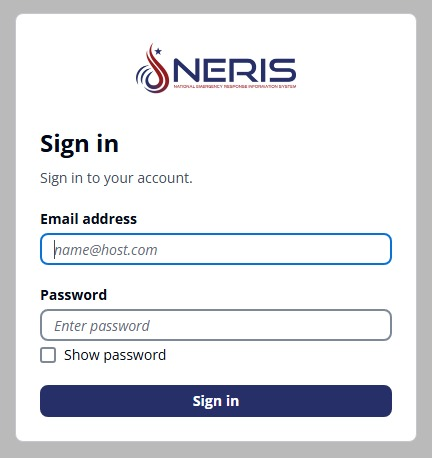 NERIS
NATIONAL EMERGENCY RESPONSE INFORMATION SYSTEM
Sign in
Sign in to your account.
Email address
name@host.com
Password
Enter password
Show password
Sign in